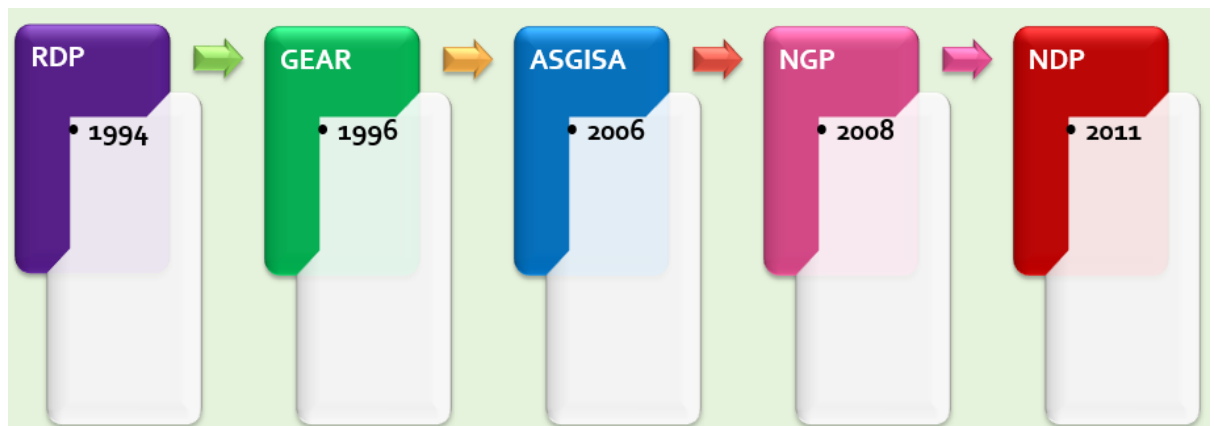 RDP
• 1994
GEAR
• 1996
ASGISA
• 2006
NGP
• 2008
NDP
• 2011